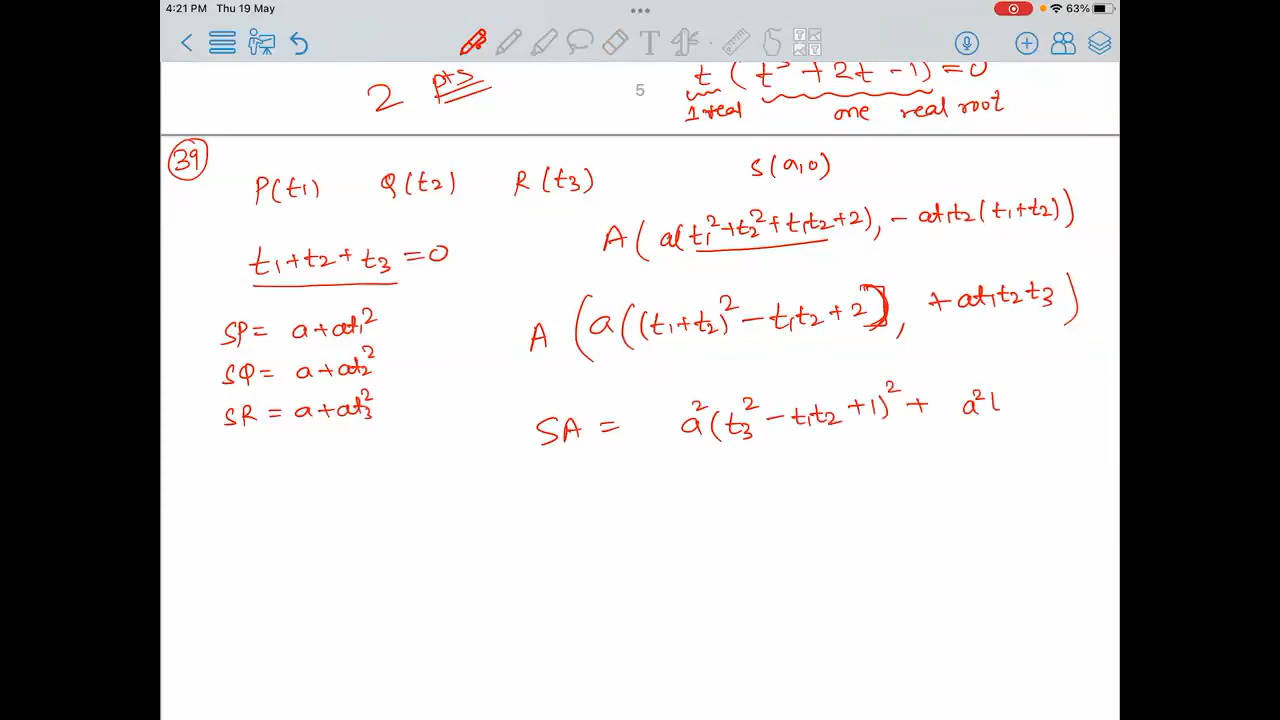 4:21 PM Thu 19 May
63%
2 pts
5
t (t³ + 2t - 1) = 0
1 real one real root
39
P(t₁) Q(t₂) R(t₃) S(a,0)
A(a(t₁²+t₂²+t₁t₂+2), -at₁t₂(t₁+t₂))
t₁+t₂+t₃=0
A(a((t₁+t₂)²-t₁t₂+2), +at₁t₂t₃)
SP= a+at₁²
SQ= a+at₂²
SR= a+at₃²
SA= a²(t₃²-t₁t₂+1)²+ a²(